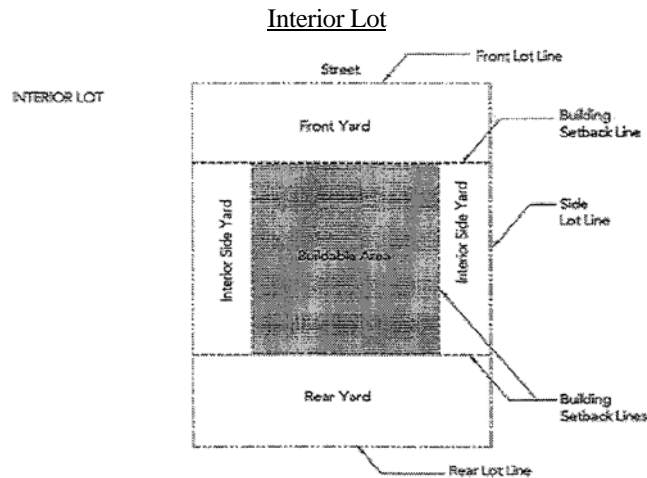 Interior Lot
Front Lot Line
Street
INTERIOR LOT
Front Yard
Building
Setback Line
Interior Side Yard
Buildable Area
Interior Side Yard
Side
Lot Line
Rear Yard
Building
Setback Lines
Rear Lot Line